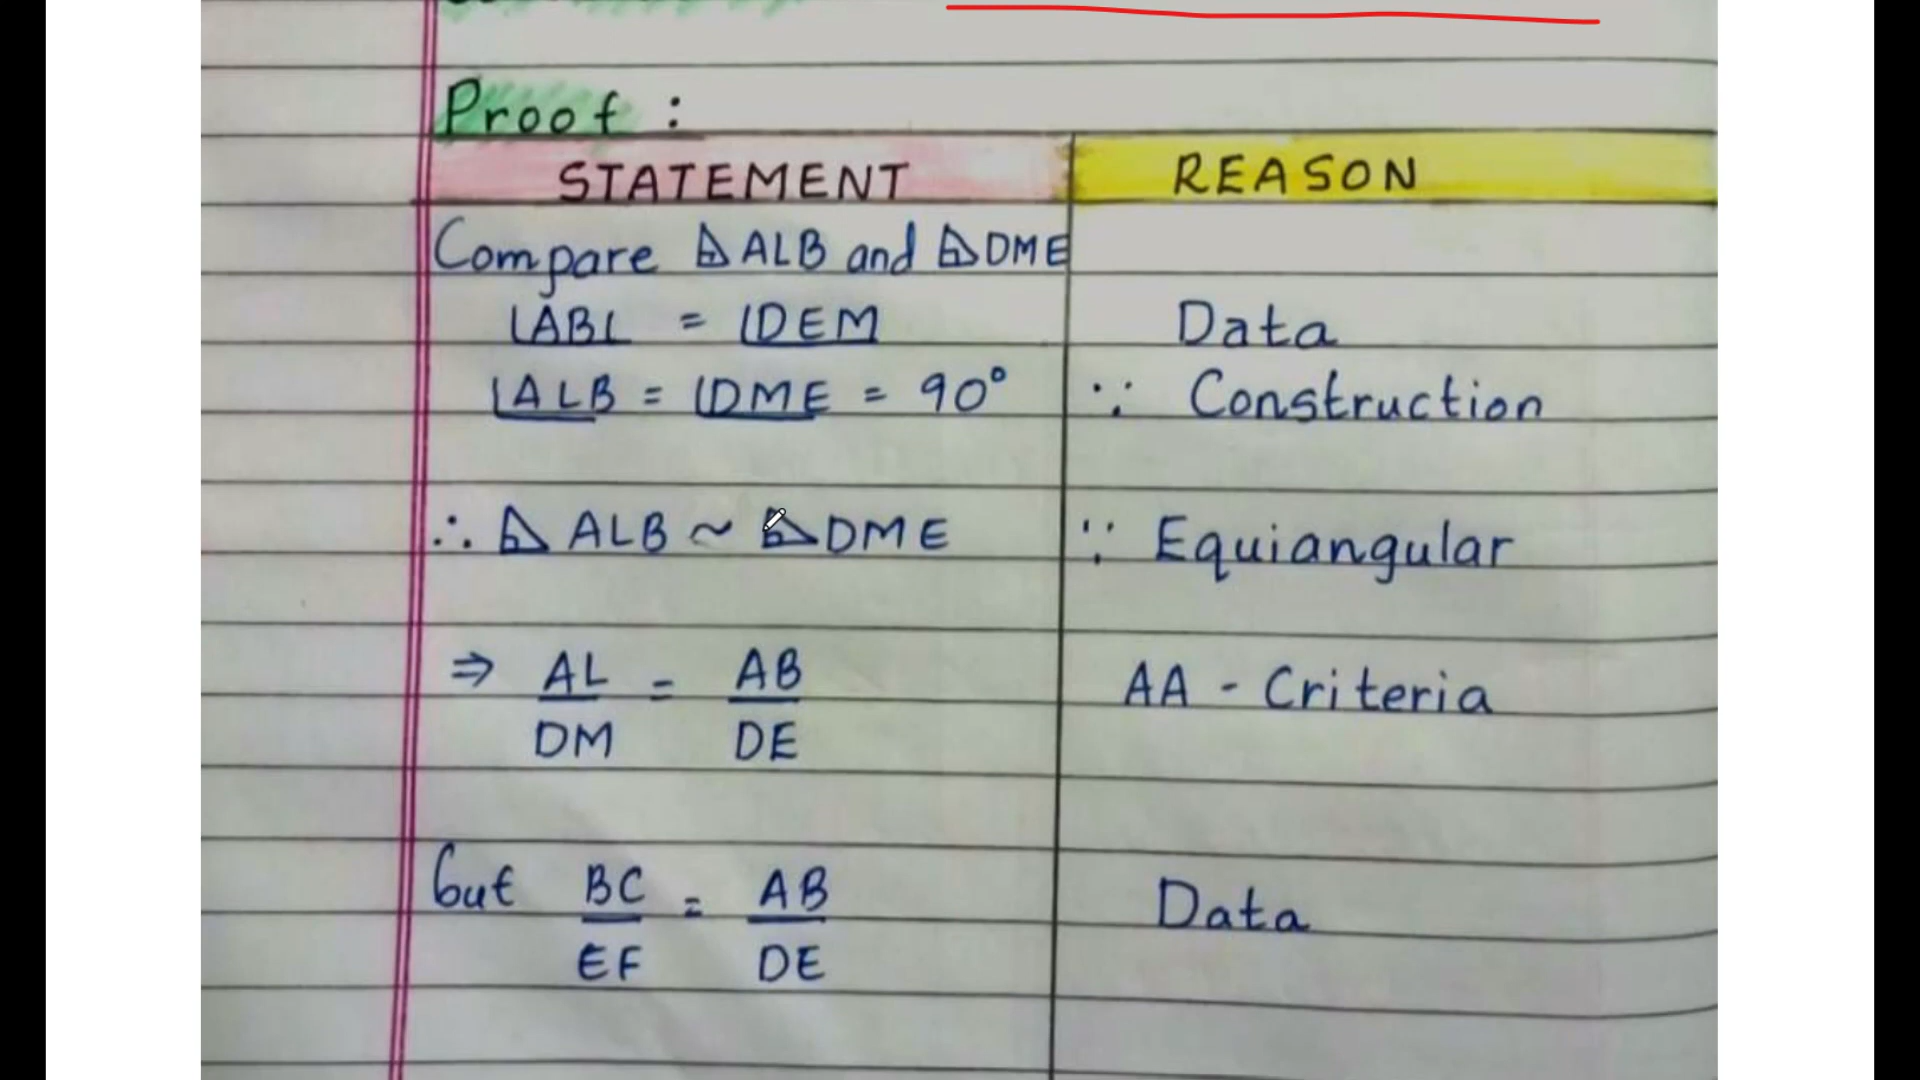 Proof :
STATEMENT REASON
Compare ⊿ALB and ⊿DME
∠ABL = ∠DEM Data
∠ALB = ∠DME = 90° ∵ Construction
∴ ⊿ ALB ~ ⊿DME ∵ Equiangular
⇒ AL/DM = AB/DE AA - Criteria
but BC/EF = AB/DE Data